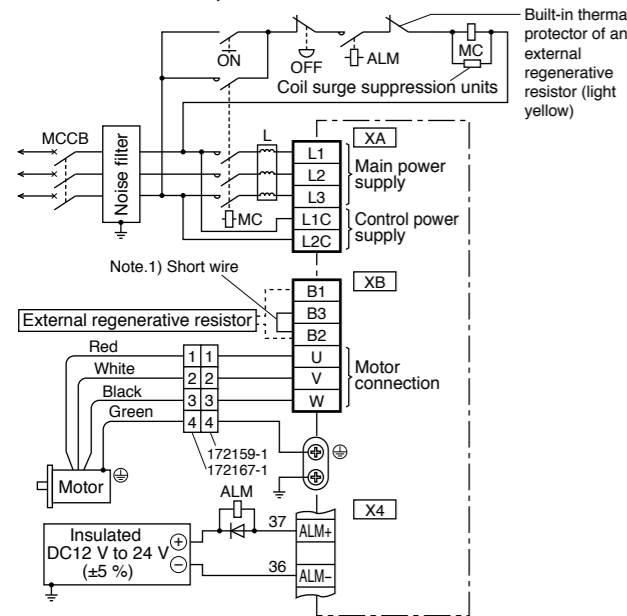 Built-in therma
protector of an
external
regenerative
resistor (light
yellow)
ON
OFF
ALM
MC
Coil surge suppression units
MCCB
Noise filter
L
XA
L1
L2
L3
L1C
L2C
Main power
supply
Control power
supply
MC
Note.1) Short wire
XB
B1
B3
B2
U
V
W
External regenerative resistor
Motor
connection
Red
White
Black
Green
1 1
2 2
3 3
4 4
172159-1
172167-1
Motor
ALM
X4
Insulated
DC12 V to 24 V
(±5 %)
+
−
37
ALM+
36
ALM−